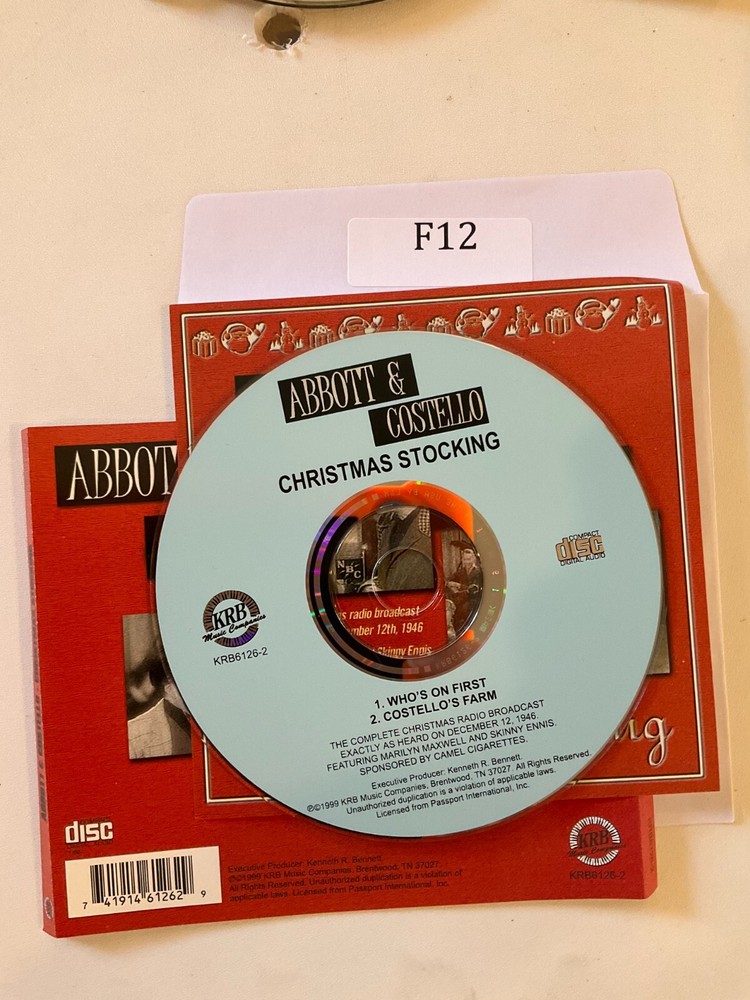 F12
ABBOTT &
COSTELLO
CHRISTMAS STOCKING
COMPACT
disc
DIGITAL AUDIO
NBC
radio broadcast
12th, 1946
Skinny Ennis
KRB
Music Companies
KRB6126-2
1. WHO'S ON FIRST
2. COSTELLO'S FARM
THE COMPLETE CHRISTMAS RADIO BROADCAST
EXACTLY AS HEARD ON DECEMBER 12, 1946.
FEATURING MARILYN MAXWELL AND SKINNY ENNIS.
SPONSORED BY CAMEL CIGARETTES.
Executive Producer: Kenneth R. Bennett.
℗©1999 KRB Music Companies, Brentwood, TN 37027. All Rights Reserved.
Unauthorized duplication is a violation of applicable laws.
Licensed from Passport International, Inc.
ABBOT
disc
7 41914 61262 9
Executive Producer: Kenneth R. Bennett.
℗©1999 KRB Music Companies, Brentwood, TN 37027.
All Rights Reserved. Unauthorized duplication is a violation of
applicable laws. Licensed from Passport International, Inc.
KRB
Music Companies
KRB6126-2